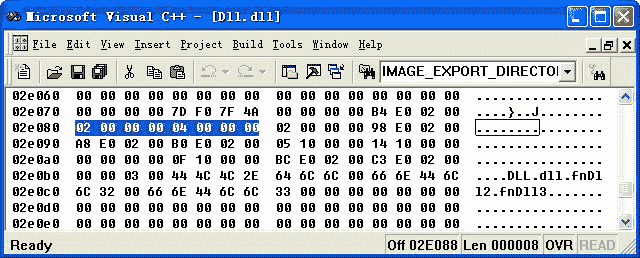 Microsoft Visual C++ - [Dll.dll]
File Edit View Insert Project Build Tools Window Help
IMAGE_EXPORT_DIRECTO
02e060 00 00 00 00 00 00 00 00 00 00 00 00 00 00 00 00 ................
02e070 00 00 00 00 7D F0 7F 4A 00 00 00 00 B4 E0 02 00 ....}..J........
02e080 02 00 00 00 04 00 00 00 02 00 00 00 98 E0 02 00 ................
02e090 A8 E0 02 00 B0 E0 02 00 05 10 00 00 14 10 00 00 ................
02e0a0 00 00 00 00 0F 10 00 00 BC E0 02 00 C3 E0 02 00 ................
02e0b0 00 00 03 00 44 4C 4C 2E 64 6C 6C 00 66 6E 44 6C ....DLL.dll.fnDl
02e0c0 6C 32 00 66 6E 44 6C 6C 33 00 00 00 00 00 00 00 l2.fnDll3.......
02e0d0 00 00 00 00 00 00 00 00 00 00 00 00 00 00 00 00 ................
02e0e0 00 00 00 00 00 00 00 00 00 00 00 00 00 00 00 00 ................
Ready Off 02E088 Len 000008 OVR READ